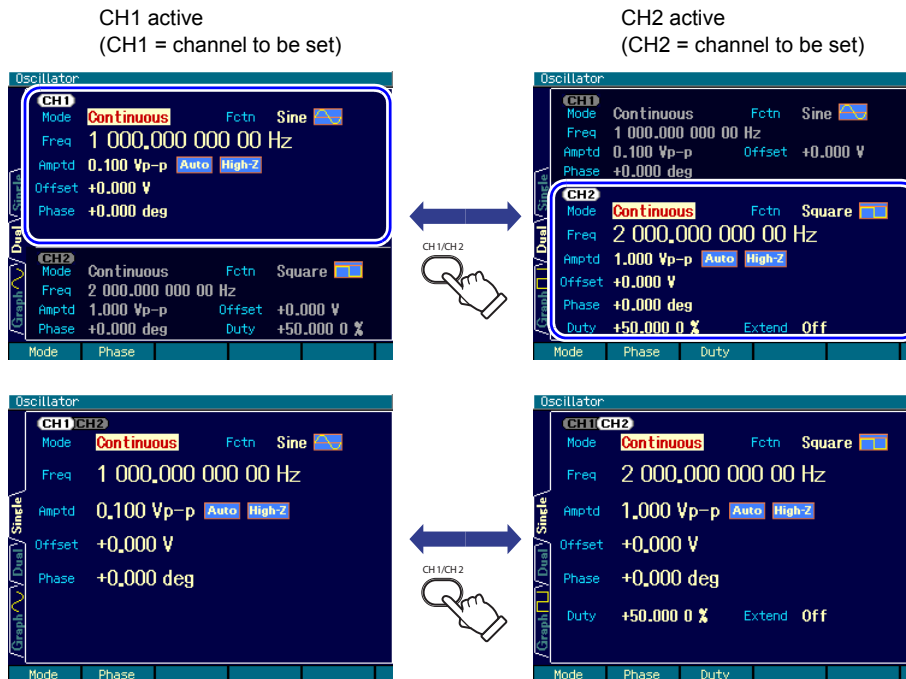 CH1 active
(CH1 = channel to be set)
CH2 active
(CH2 = channel to be set)
Oscillator
CH1
Mode Continuous Fctn Sine
Freq 1 000.000 000 00 Hz
Amptd 0.100 Vp-p Auto High-Z
Offset +0.000 V
Phase +0.000 deg
CH2
Mode Continuous Fctn Square
Freq 2 000.000 000 00 Hz
Amptd 1.000 Vp-p Offset +0.000 V
Phase +0.000 deg Duty +50.000 0 %
Single
Dual
Graph
Mode Phase
CH1/CH2
Oscillator
CH1
Mode Continuous Fctn Sine
Freq 1 000.000 000 00 Hz
Amptd 0.100 Vp-p Offset +0.000 V
Phase +0.000 deg
CH2
Mode Continuous Fctn Square
Freq 2 000.000 000 00 Hz
Amptd 1.000 Vp-p Auto High-Z
Offset +0.000 V
Phase +0.000 deg
Duty +50.000 0 % Extend Off
Single
Dual
Graph
Mode Phase Duty
Oscillator
CH1 CH2
Mode Continuous Fctn Sine
Freq 1 000.000 000 00 Hz
Amptd 0.100 Vp-p Auto High-Z
Offset +0.000 V
Phase +0.000 deg
Single
Dual
Graph
Mode Phase
CH1/CH2
Oscillator
CH1 CH2
Mode Continuous Fctn Square
Freq 2 000.000 000 00 Hz
Amptd 1.000 Vp-p Auto High-Z
Offset +0.000 V
Phase +0.000 deg
Duty +50.000 0 % Extend Off
Single
Dual
Graph
Mode Phase Duty